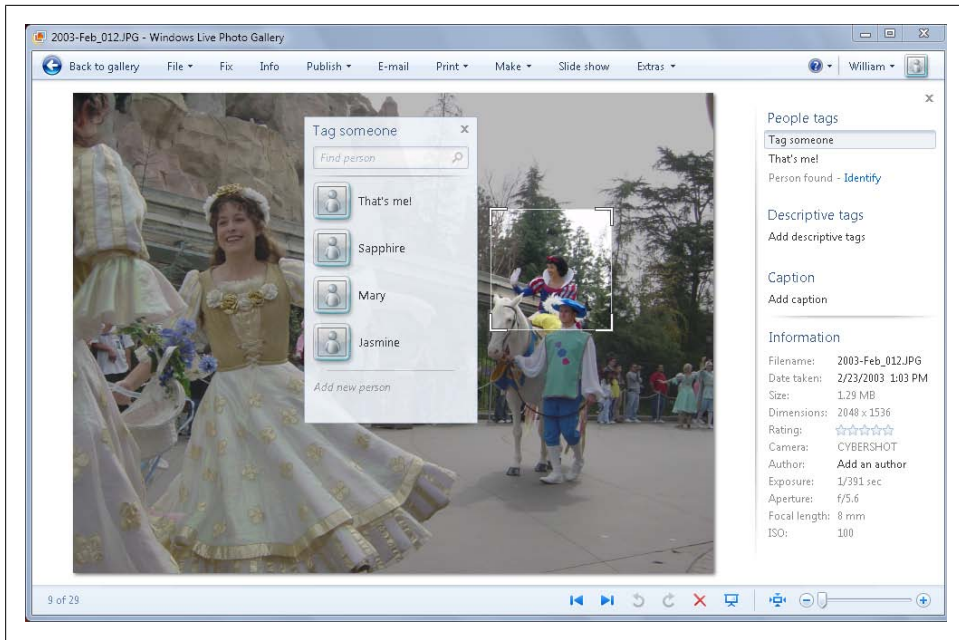 2003-Feb_012.JPG - Windows Live Photo Gallery
Back to gallery File Fix Info Publish E-mail Print Make Slide show Extras William
Tag someone
Find person
That's me!
Sapphire
Mary
Jasmine
Add new person
People tags
Tag someone
That's me!
Person found - Identify
Descriptive tags
Add descriptive tags
Caption
Add caption
Information
Filename: 2003-Feb_012.JPG
Date taken: 2/23/2003 1:03 PM
Size: 1.29 MB
Dimensions: 2048 x 1536
Rating:
Camera: CYBERSHOT
Author: Add an author
Exposure: 1/391 sec
Aperture: f/5.6
Focal length: 8 mm
ISO: 100
9 of 29